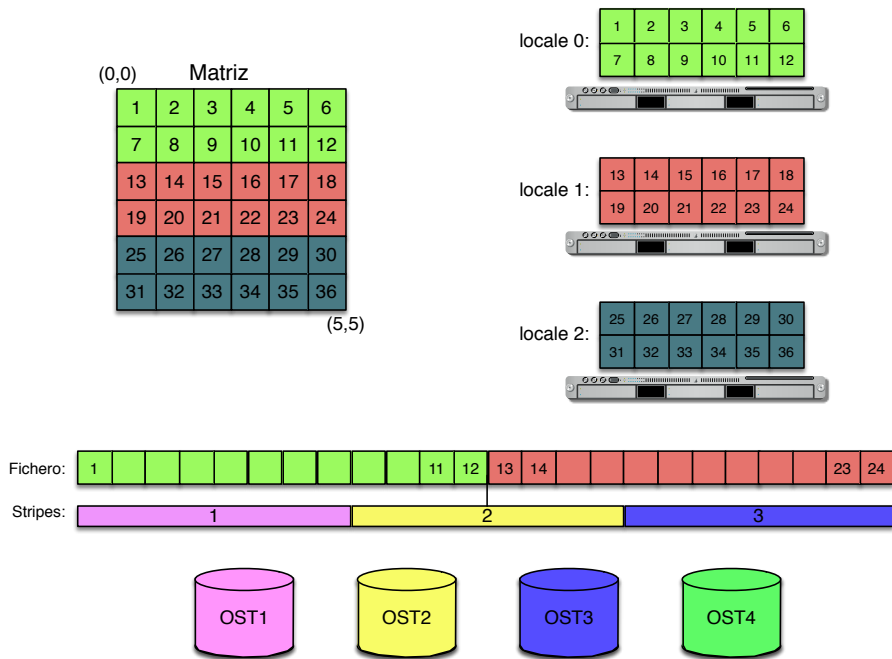 (0,0) Matriz
1 2 3 4 5 6
7 8 9 10 11 12
13 14 15 16 17 18
19 20 21 22 23 24
25 26 27 28 29 30
31 32 33 34 35 36
(5,5)
locale 0:
1 2 3 4 5 6
7 8 9 10 11 12
locale 1:
13 14 15 16 17 18
19 20 21 22 23 24
locale 2:
25 26 27 28 29 30
31 32 33 34 35 36
Fichero: 1 11 12 13 14 23 24
Stripes: 1 2 3
OST1 OST2 OST3 OST4